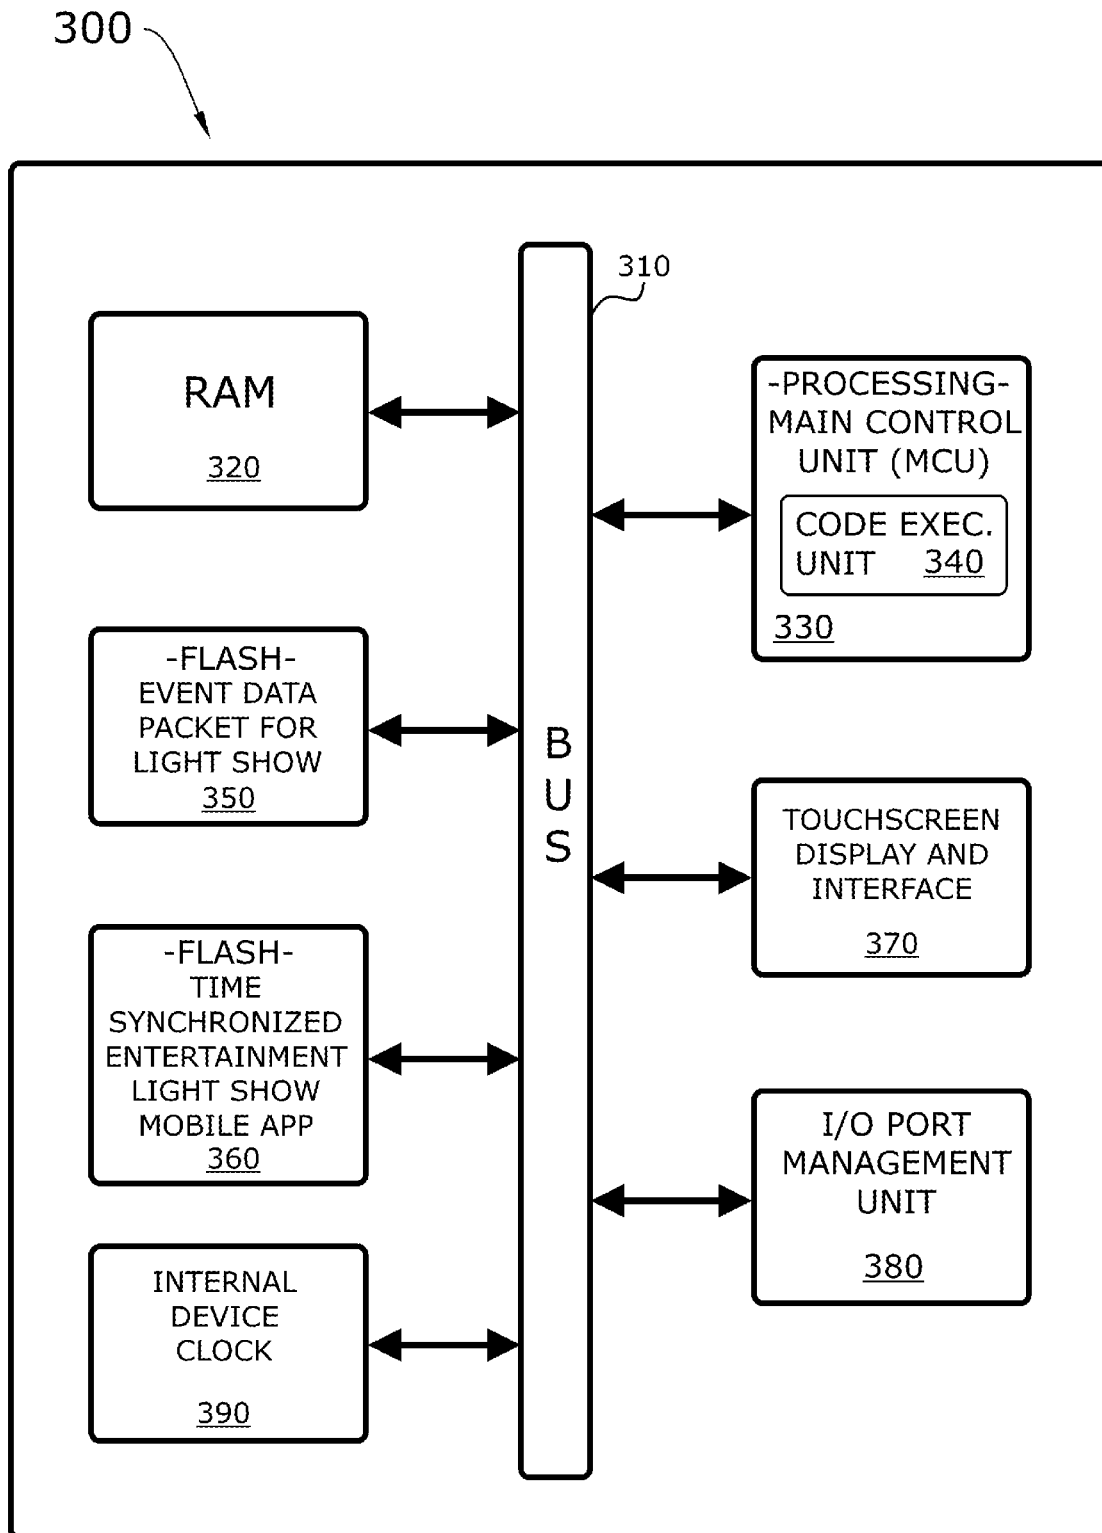 300
310
RAM
320
-PROCESSING-
MAIN CONTROL
UNIT (MCU)
CODE EXEC.
UNIT 340
330
-FLASH-
EVENT DATA
PACKET FOR
LIGHT SHOW
350
B
U
S
TOUCHSCREEN
DISPLAY AND
INTERFACE
370
-FLASH-
TIME
SYNCHRONIZED
ENTERTAINMENT
LIGHT SHOW
MOBILE APP
360
I/O PORT
MANAGEMENT
UNIT
380
INTERNAL
DEVICE
CLOCK
390